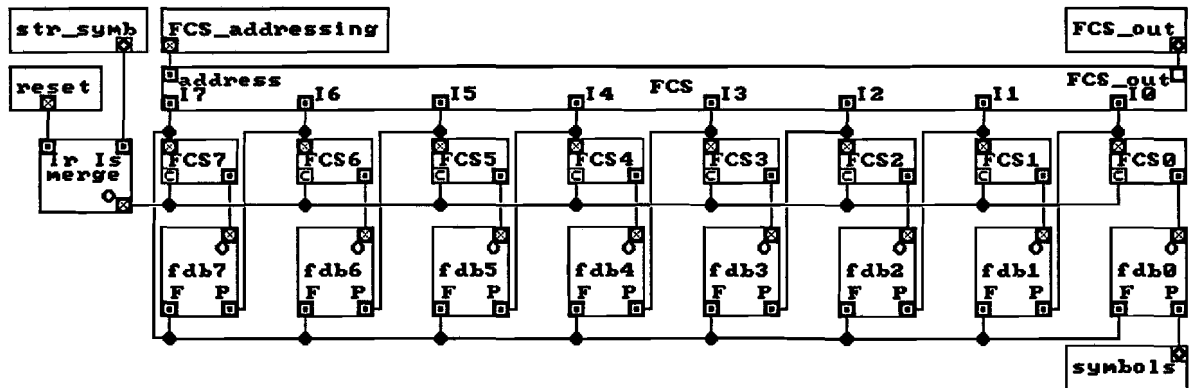 str_symb FCS_addressing FCS_out
reset address FCS FCS_out
I7 I6 I5 I4 I3 I2 I1 I0
Ir Is
merge
O
FCS7 FCS6 FCS5 FCS4 FCS3 FCS2 FCS1 FCS0
C C C C C C C C
O O O O O O O O
fdb7 fdb6 fdb5 fdb4 fdb3 fdb2 fdb1 fdb0
F P F P F P F P F P F P F P F P
symbols